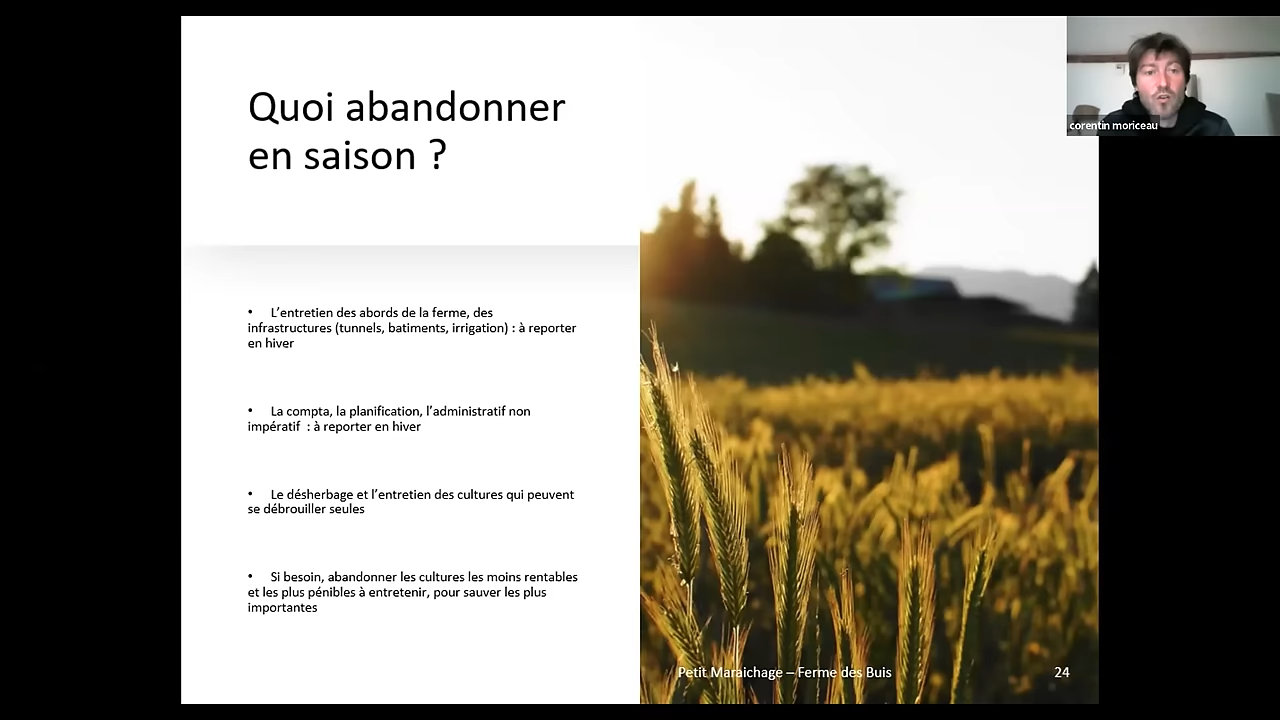 Quoi abandonner
en saison ?
corentin moriceau
• L'entretien des abords de la ferme, des
infrastructures (tunnels, batiments, irrigation) : à reporter
en hiver
• La compta, la planification, l'administratif non
impératif : à reporter en hiver
• Le désherbage et l'entretien des cultures qui peuvent
se débrouiller seules
• Si besoin, abandonner les cultures les moins rentables
et les plus pénibles à entretenir, pour sauver les plus
importantes
Petit Maraichage – Ferme des Buis
24